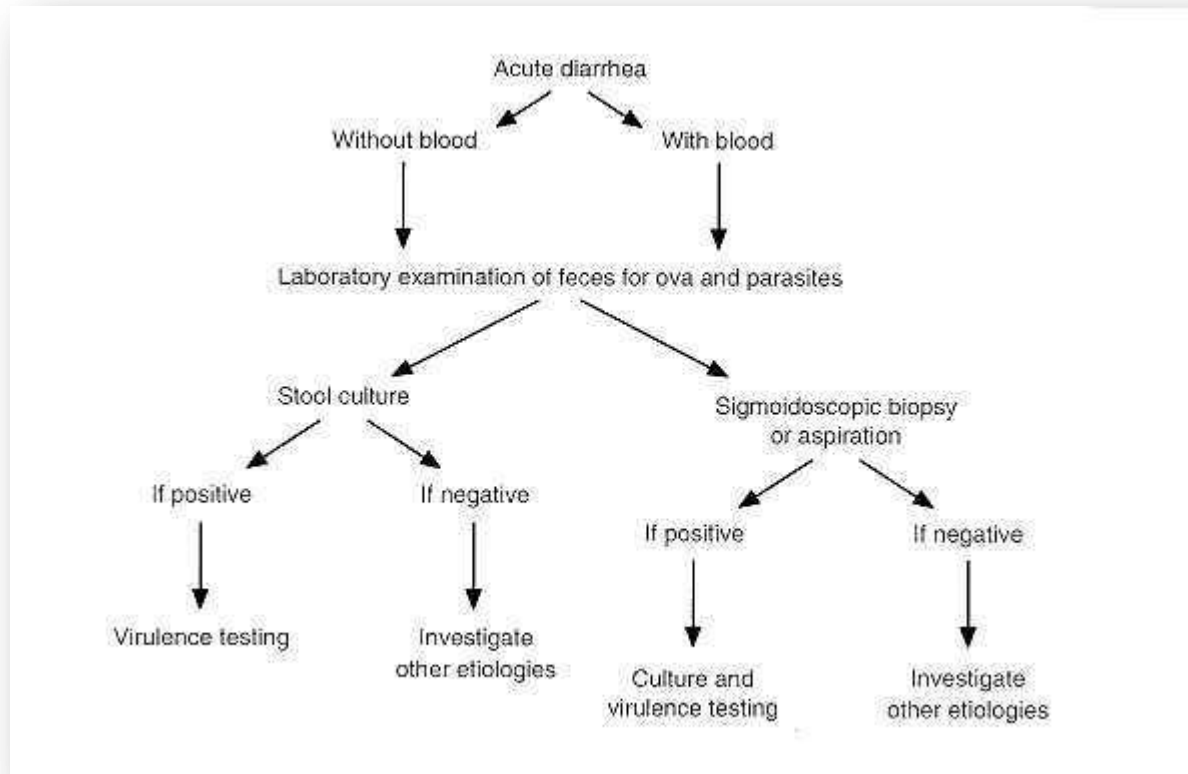 Acute diarrhea
Without blood
With blood
Laboratory examination of feces for ova and parasites
Stool culture
Sigmoidoscopic biopsy
or aspiration
If positive
If negative
If positive
If negative
Virulence testing
Investigate
other etiologies
Culture and
virulence testing
Investigate
other etiologies